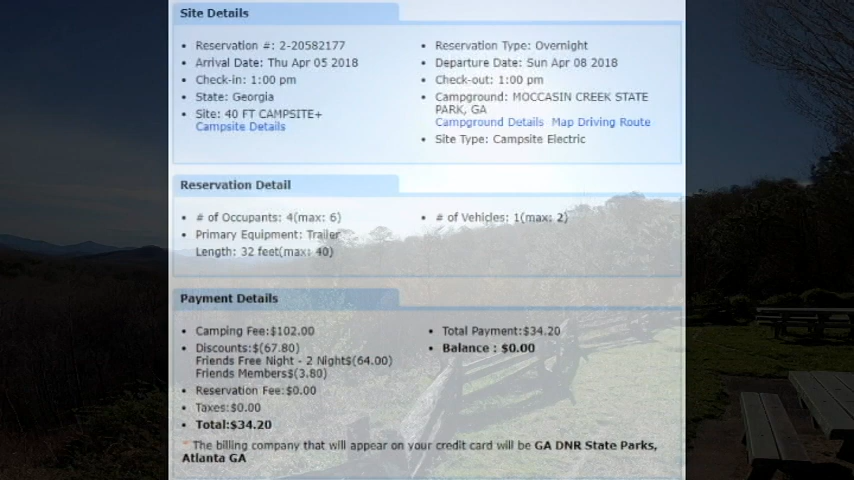 Site Details
Reservation #: 2-20582177
Arrival Date: Thu Apr 05 2018
Check-in: 1:00 pm
State: Georgia
Site: 40 FT CAMPSITE+
Campsite Details
Reservation Type: Overnight
Departure Date: Sun Apr 08 2018
Check-out: 1:00 pm
Campground: MOCCASIN CREEK STATE
PARK, GA
Campground Details Map Driving Route
Site Type: Campsite Electric
Reservation Detail
# of Occupants: 4(max: 6)
Primary Equipment: Trailer
Length: 32 feet(max: 40)
# of Vehicles: 1(max: 2)
Payment Details
Camping Fee:$102.00
Discounts:$(67.80)
Friends Free Night - 2 Night$(64.00)
Friends Members$(3.80)
Reservation Fee:$0.00
Taxes:$0.00
Total:$34.20
Total Payment:$34.20
Balance : $0.00
* The billing company that will appear on your credit card will be GA DNR State Parks,
Atlanta GA